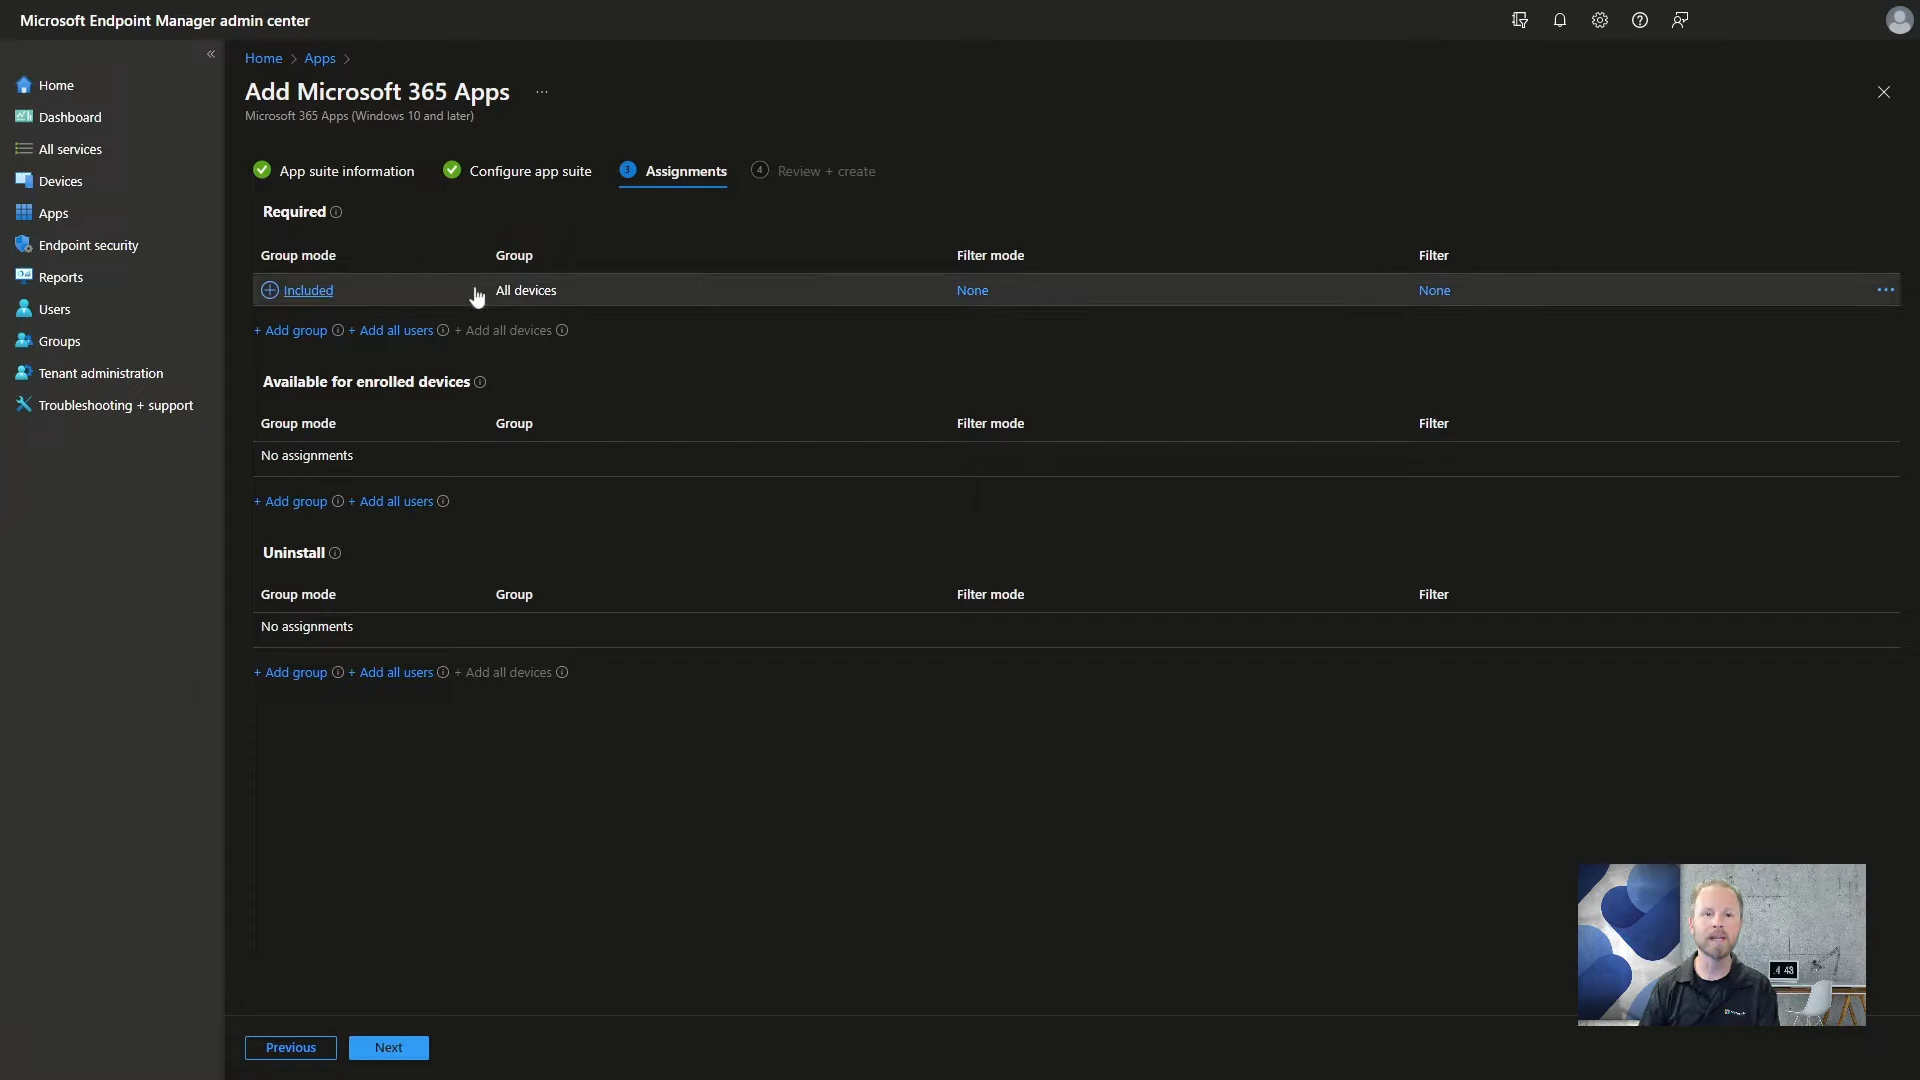 Microsoft Endpoint Manager admin center
Home
Dashboard
All services
Devices
Apps
Endpoint security
Reports
Users
Groups
Tenant administration
Troubleshooting + support
Home > Apps >
Add Microsoft 365 Apps ...
Microsoft 365 Apps (Windows 10 and later)
App suite information Configure app suite 3 Assignments 4 Review + create
Required
Group mode Group Filter mode Filter
Included All devices None None ...
+ Add group + Add all users + Add all devices
Available for enrolled devices
Group mode Group Filter mode Filter
No assignments
+ Add group + Add all users
Uninstall
Group mode Group Filter mode Filter
No assignments
+ Add group + Add all users + Add all devices
Previous Next